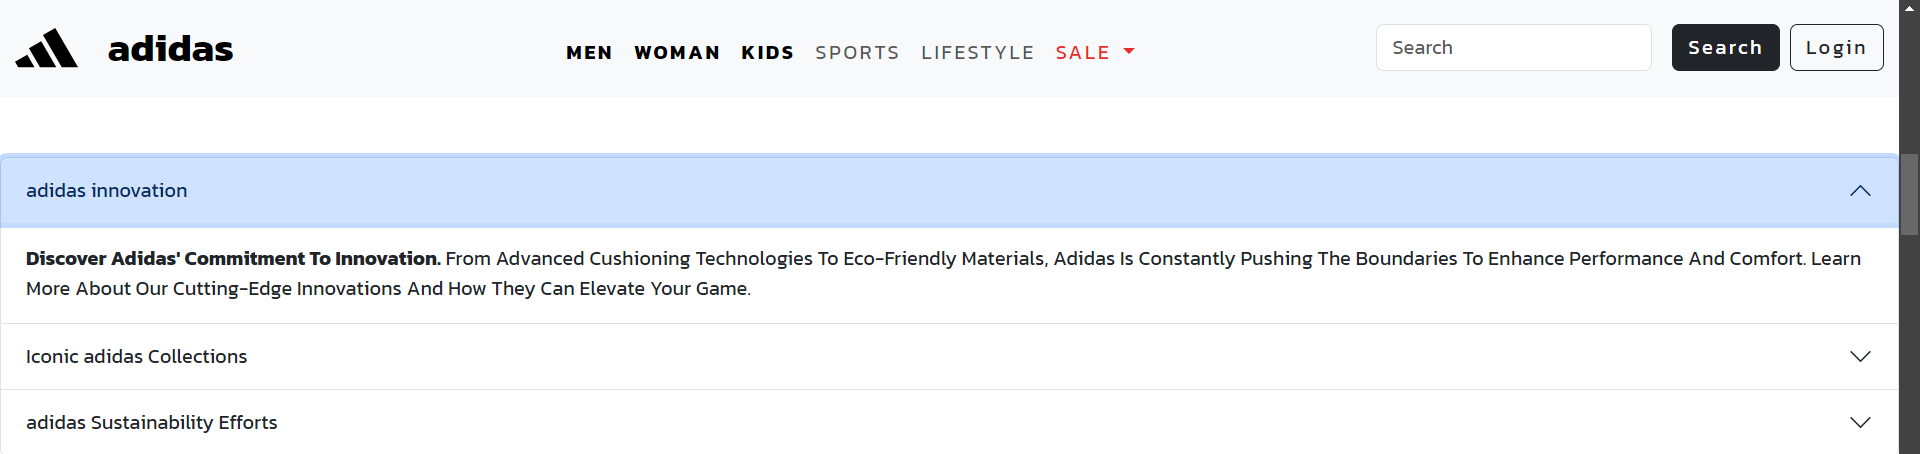 adidas MEN WOMAN KIDS SPORTS LIFESTYLE SALE Search Search Login
adidas innovation
Discover Adidas' Commitment To Innovation. From Advanced Cushioning Technologies To Eco-Friendly Materials, Adidas Is Constantly Pushing The Boundaries To Enhance Performance And Comfort. Learn
More About Our Cutting-Edge Innovations And How They Can Elevate Your Game.
Iconic adidas Collections
adidas Sustainability Efforts